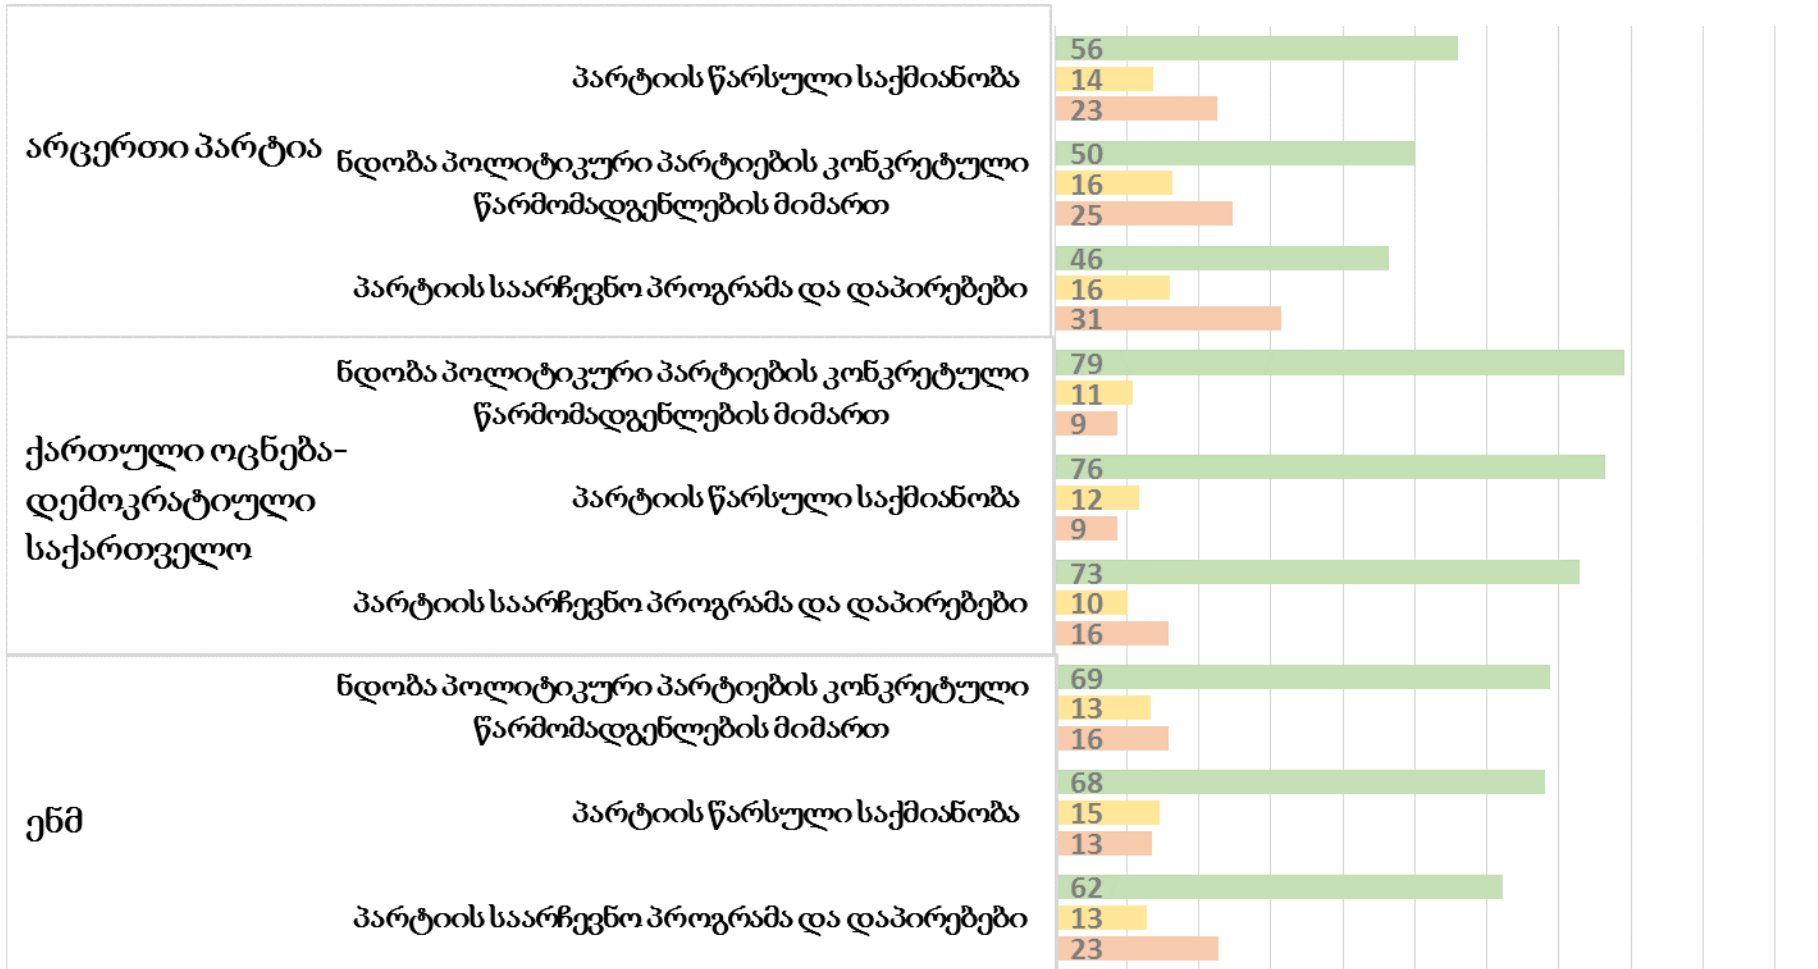 არცერთი პარტია
პარტიის წარსული საქმიანობა
56
14
23
ნდობა პოლიტიკური პარტიების კონკრეტული
წარმომადგენლების მიმართ
50
16
25
პარტიის საარჩევნო პროგრამა და დაპირებები
46
16
31
ქართული ოცნება-
დემოკრატიული
საქართველო
ნდობა პოლიტიკური პარტიების კონკრეტული
წარმომადგენლების მიმართ
79
11
9
პარტიის წარსული საქმიანობა
76
12
9
პარტიის საარჩევნო პროგრამა და დაპირებები
73
10
16
ენმ
ნდობა პოლიტიკური პარტიების კონკრეტული
წარმომადგენლების მიმართ
69
13
16
პარტიის წარსული საქმიანობა
68
15
13
პარტიის საარჩევნო პროგრამა და დაპირებები
62
13
23